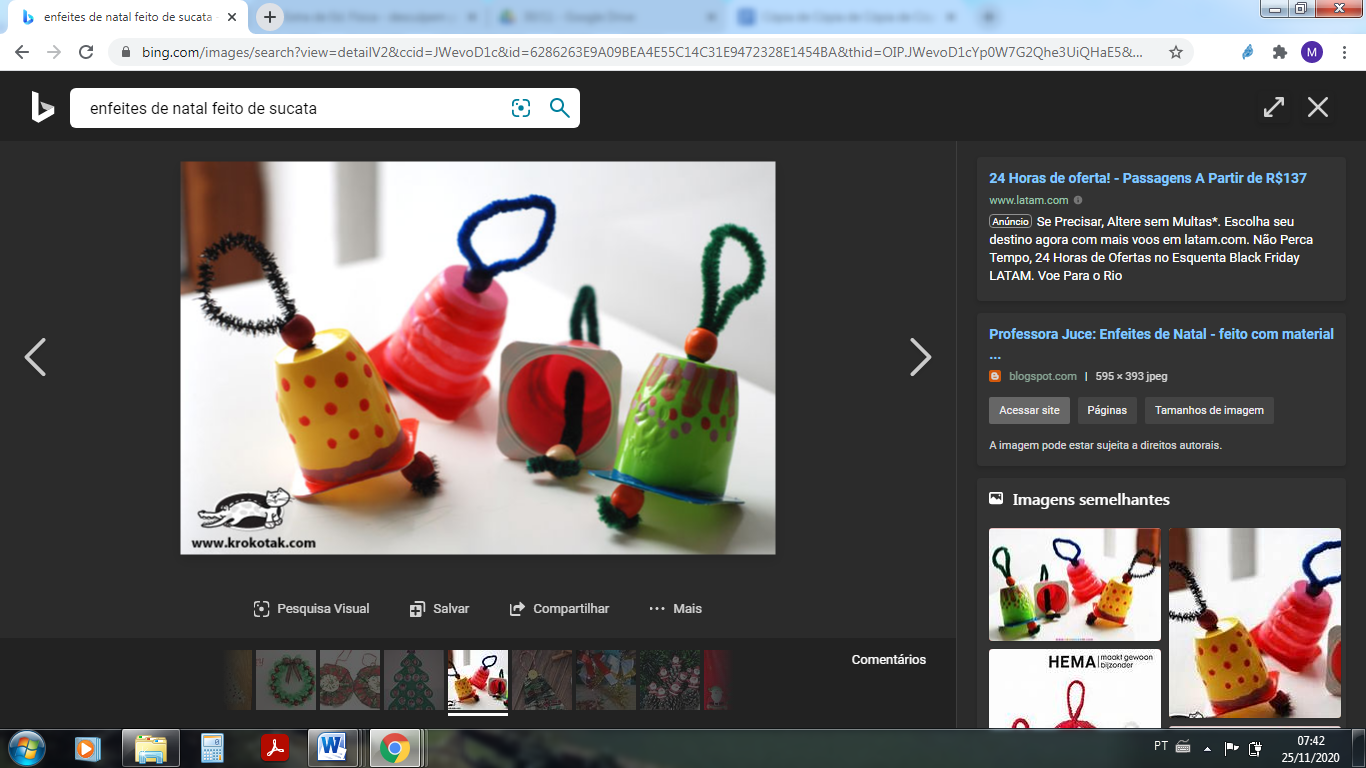 enfeites de natal feito de sucata
bing.com/images/search?view=detailV2&ccid=JWevoD1c&id=6286263E9A09BEA4E55C14C31E9472328E1454BA&thid=OIP.JWevoD1cYp0W7G2Qhe3UiQHaE5&...
M
enfeites de natal feito de sucata
24 Horas de oferta! - Passagens A Partir de R$137
www.latam.com
Anúncio Se Precisar, Altere sem Multas*. Escolha seu
destino agora com mais voos em latam.com. Não Perca
Tempo, 24 Horas de Ofertas no Esquenta Black Friday
LATAM. Voe Para o Rio
Professora Juce: Enfeites de Natal - feito com material
...
blogspot.com | 595 × 393 jpeg
Acessar site Páginas Tamanhos de imagem
A imagem pode estar sujeita a direitos autorais.
Imagens semelhantes
www.krokotak.com
Pesquisa Visual Salvar Compartilhar Mais
Comentários
HEMA maakt gewoon
bijzonder
PT
07:42
25/11/2020